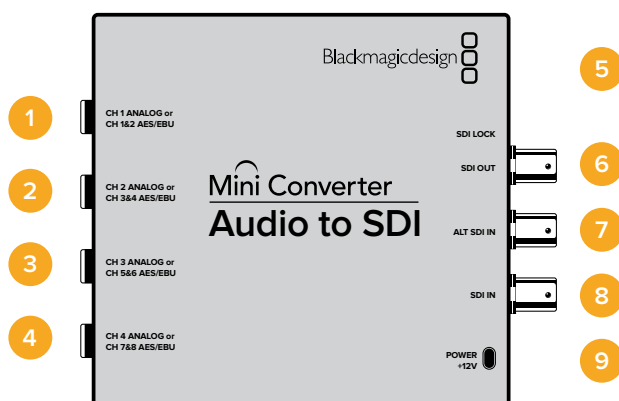 Blackmagicdesign
1
CH 1 ANALOG or
CH 1&2 AES/EBU
2
CH 2 ANALOG or
CH 3&4 AES/EBU
3
CH 3 ANALOG or
CH 5&6 AES/EBU
4
CH 4 ANALOG or
CH 7&8 AES/EBU
Mini Converter
Audio to SDI
5
SDI LOCK
SDI OUT
6
ALT SDI IN
7
SDI IN
8
POWER
+12V
9